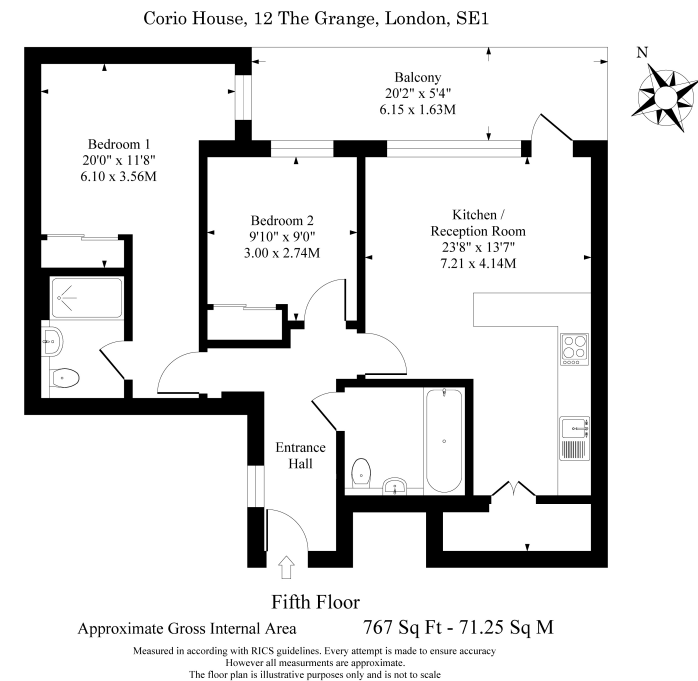 Corio House, 12 The Grange, London, SE1
N
Balcony
20'2" x 5'4"
6.15 x 1.63M
Bedroom 1
20'0" x 11'8"
6.10 x 3.56M
Bedroom 2
9'10" x 9'0"
3.00 x 2.74M
Kitchen /
Reception Room
23'8" x 13'7"
7.21 x 4.14M
Entrance
Hall
Fifth Floor
Approximate Gross Internal Area 767 Sq Ft - 71.25 Sq M
Measured in according with RICS guidelines. Every attempt is made to ensure accuracy
However all measurments are approximate.
The floor plan is illustrative purposes only and is not to scale